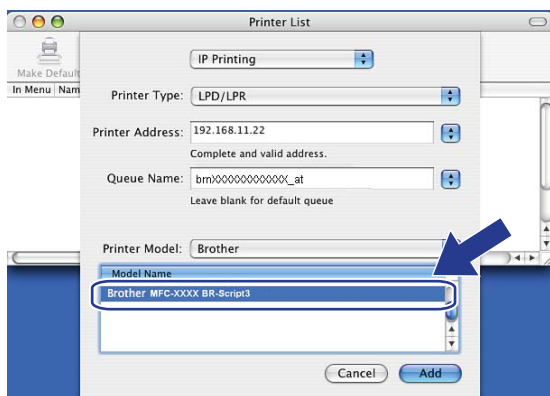 Printer List
IP Printing
Make Default
In Menu Nam
Printer Type: LPD/LPR
Printer Address: 192.168.11.22
Complete and valid address.
Queue Name: brnXXXXXXXXXXXX_at
Leave blank for default queue
Printer Model: Brother
Model Name
Brother MFC-XXXX BR-Script3
Cancel Add